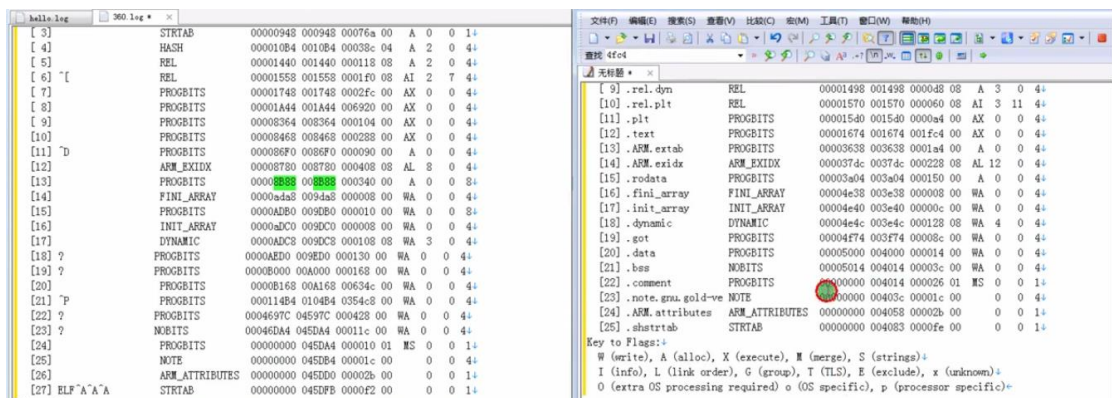 hello.log 360.log * ×
[ 3] STRTAB 00000948 000948 00076a 00 A 0 0 1↓
[ 4] HASH 000010B4 0010B4 00038c 04 A 2 0 4↓
[ 5] REL 00001440 001440 000118 08 A 2 0 4↓
[ 6] ^[ REL 00001558 001558 0001f0 08 AI 2 7 4↓
[ 7] PROGBITS 00001748 001748 0002fc 00 AX 0 0 4↓
[ 8] PROGBITS 00001A44 001A44 006920 00 AX 0 0 4↓
[ 9] PROGBITS 00008364 008364 000104 00 AX 0 0 4↓
[10] PROGBITS 00008468 008468 000288 00 AX 0 0 4↓
[11] ^D PROGBITS 000086F0 0086F0 000090 00 A 0 0 4↓
[12] ARM_EXIDX 00008780 008780 000408 08 AL 8 0 4↓
[13] PROGBITS 00008B88 008B88 000340 00 A 0 0 8↓
[14] FINI_ARRAY 0000ada8 009da8 000008 00 WA 0 0 4↓
[15] PROGBITS 0000ADB0 009DB0 000010 00 WA 0 0 8↓
[16] INIT_ARRAY 0000aDC0 009DC0 000008 00 WA 0 0 4↓
[17] DYNAMIC 0000ADC8 009DC8 000108 08 WA 3 0 4↓
[18] ? PROGBITS 0000AED0 009ED0 000130 00 WA 0 0 4↓
[19] ? PROGBITS 0000B000 00A000 000168 00 WA 0 0 4↓
[20] PROGBITS 0000B168 00A168 00634c 00 WA 0 0 4↓
[21] ^P PROGBITS 000114B4 0104B4 0354c8 00 WA 0 0 4↓
[22] ? PROGBITS 0004697C 04597C 000428 00 WA 0 0 4↓
[23] ? NOBITS 00046DA4 045DA4 00011c 00 WA 0 0 4↓
[24] PROGBITS 00000000 045DA4 000010 01 MS 0 0 1↓
[25] NOTE 00000000 045DB4 00001c 00 0 0 4↓
[26] ARM_ATTRIBUTES 00000000 045DD0 00002b 00 0 0 1↓
[27] ELF^A^A^A STRTAB 00000000 045DFB 0000f2 00 0 0 1↓
文件(F) 编辑(E) 搜索(S) 查看(V) 比较(C) 宏(M) 工具(T) 窗口(W) 帮助(H)
查找 4fc4
无标题 * ×
[ 9] .rel.dyn REL 00001498 001498 0000d8 08 A 3 0 4↓
[10] .rel.plt REL 00001570 001570 000060 08 AI 3 11 4↓
[11] .plt PROGBITS 000015d0 0015d0 0000a4 00 AX 0 0 4↓
[12] .text PROGBITS 00001674 001674 001fc4 00 AX 0 0 4↓
[13] .ARM.extab PROGBITS 00003638 003638 0001a4 00 A 0 0 4↓
[14] .ARM.exidx ARM_EXIDX 000037dc 0037dc 000228 08 AL 12 0 4↓
[15] .rodata PROGBITS 00003a04 003a04 000150 00 A 0 0 4↓
[16] .fini_array FINI_ARRAY 00004e38 003e38 000008 00 WA 0 0 4↓
[17] .init_array INIT_ARRAY 00004e40 003e40 00000c 00 WA 0 0 4↓
[18] .dynamic DYNAMIC 00004e4c 003e4c 000128 08 WA 4 0 4↓
[19] .got PROGBITS 00004f74 003f74 00008c 00 WA 0 0 4↓
[20] .data PROGBITS 00005000 004000 000014 00 WA 0 0 4↓
[21] .bss NOBITS 00005014 004014 00003c 00 WA 0 0 4↓
[22] .comment PROGBITS 00000000 004014 000026 01 MS 0 0 1↓
[23] .note.gnu.gold-ve NOTE 00000000 00403c 00001c 00 0 0 4↓
[24] .ARM.attributes ARM_ATTRIBUTES 00000000 004058 00002b 00 0 0 1↓
[25] .shstrtab STRTAB 00000000 004083 0000fe 00 0 0 1↓
Key to Flags:↓
W (write), A (alloc), X (execute), M (merge), S (strings)↓
I (info), L (link order), G (group), T (TLS), E (exclude), x (unknown)↓
O (extra OS processing required) o (OS specific), p (processor specific)←